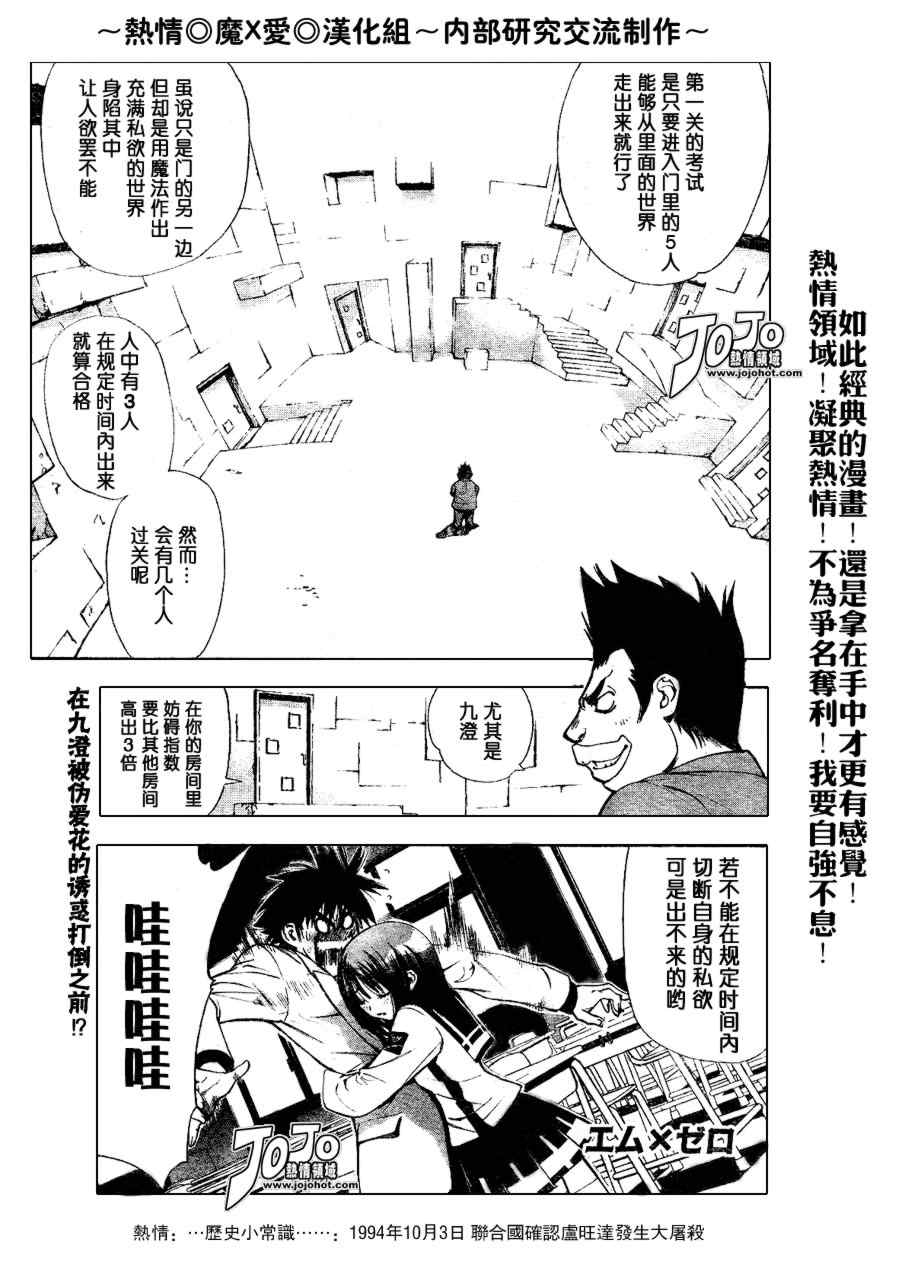 ～熱情◎魔X愛◎漢化組～内部研究交流制作～
第一关的考试
是只要进入门里的5人
能够从里面的世界
走出来就行了
虽说只是门的另一边
但却是用魔法作出
充满私欲的世界
身陷其中
让人欲罢不能
人中有3人
在规定时间内出来
就算合格
然而…
会有几个人
过关呢
JOJO
熱情領域
www.jojohot.com
如此經典的漫畫！還是拿在手中才更有感覺！
熱情領域！凝聚熱情！不為爭名奪利！我要自強不息！
尤其是
九澄
在你的房间里
妨碍指数
要比其他房间
高出3倍
在九澄被伪爱花的诱惑打倒之前!?
若不能在规定时间内
切断自身的私欲
可是出不来的哟
哇哇哇哇
エム×ゼロ
JOJO
熱情領域
www.jojohot.com
熱情：…歷史小常識……：1994年10月3日 聯合國確認盧旺達發生大屠殺